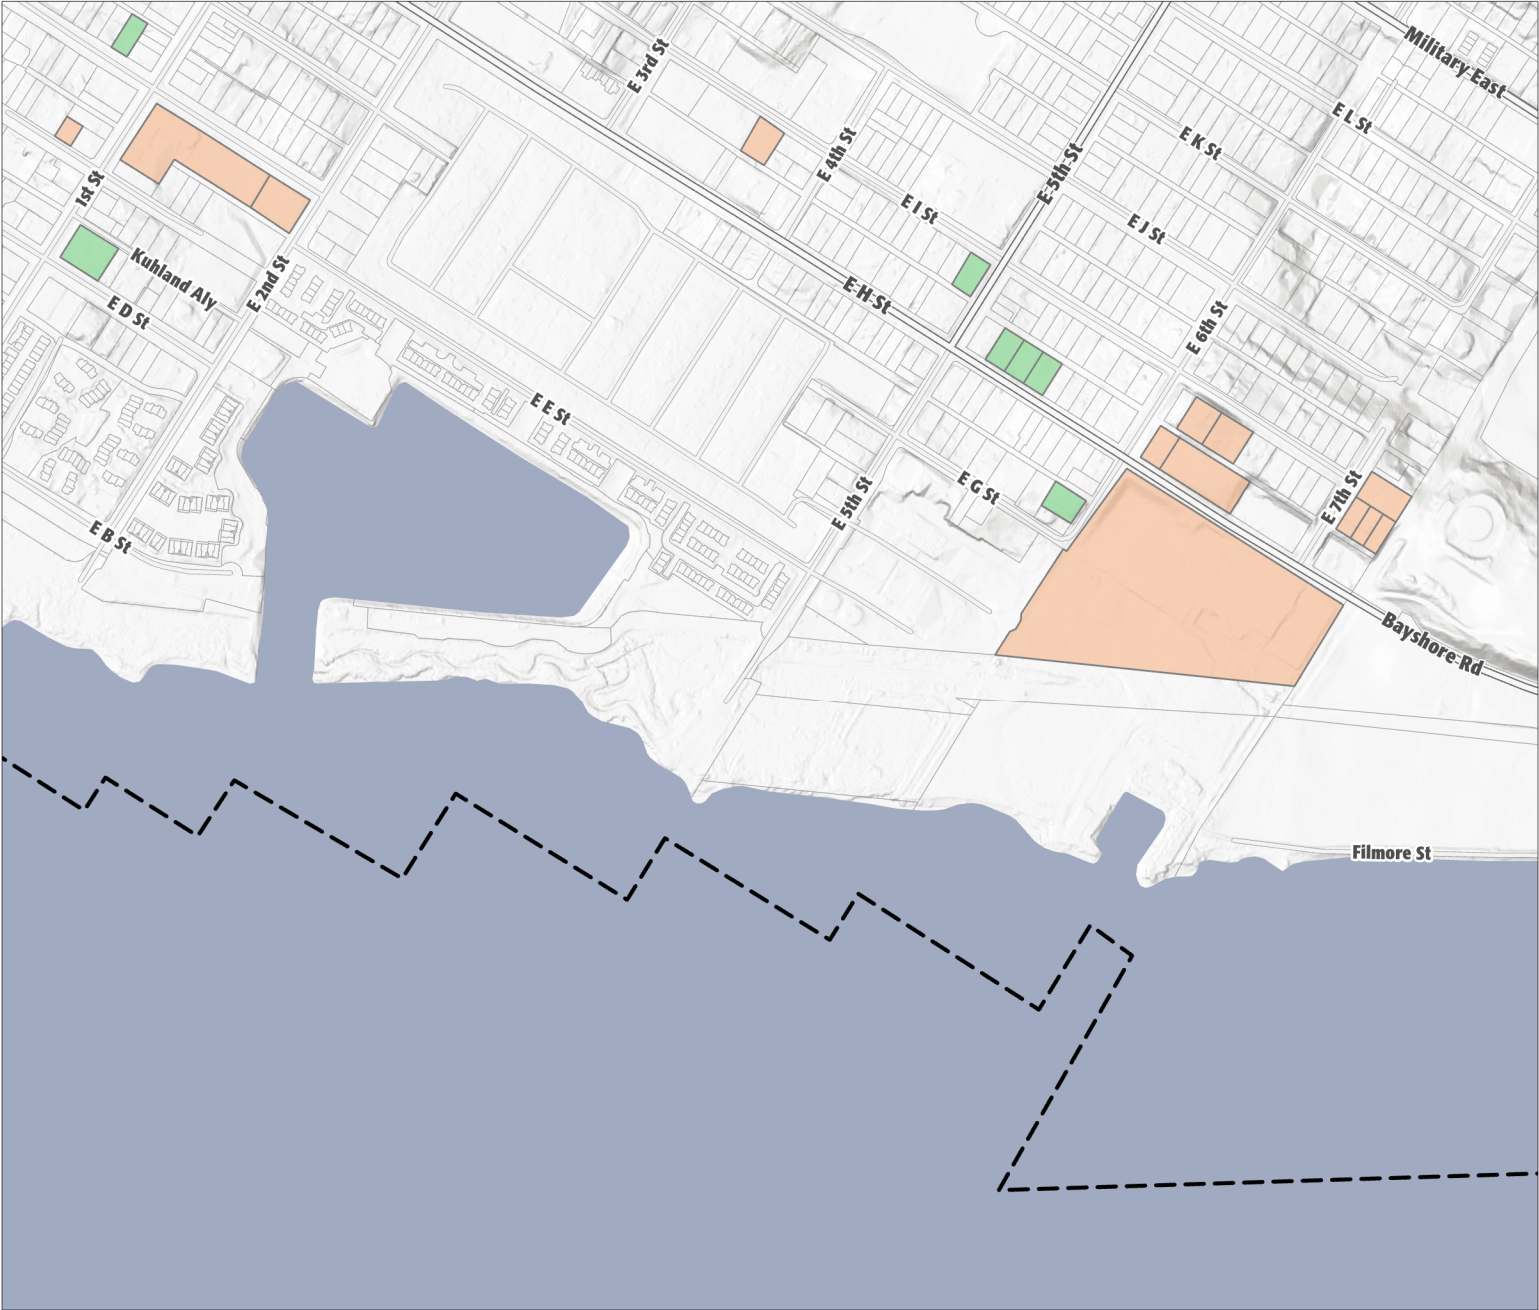 Military East
E 3rd St
E L St
E K St
E 4th St
E 5th St
1st St
E I St
E J St
Kuhland Aly
E 2nd St
E H St
E D St
E 6th St
E E St
E G St
E 5th St
E 7th St
E B St
Bayshore Rd
Filmore St